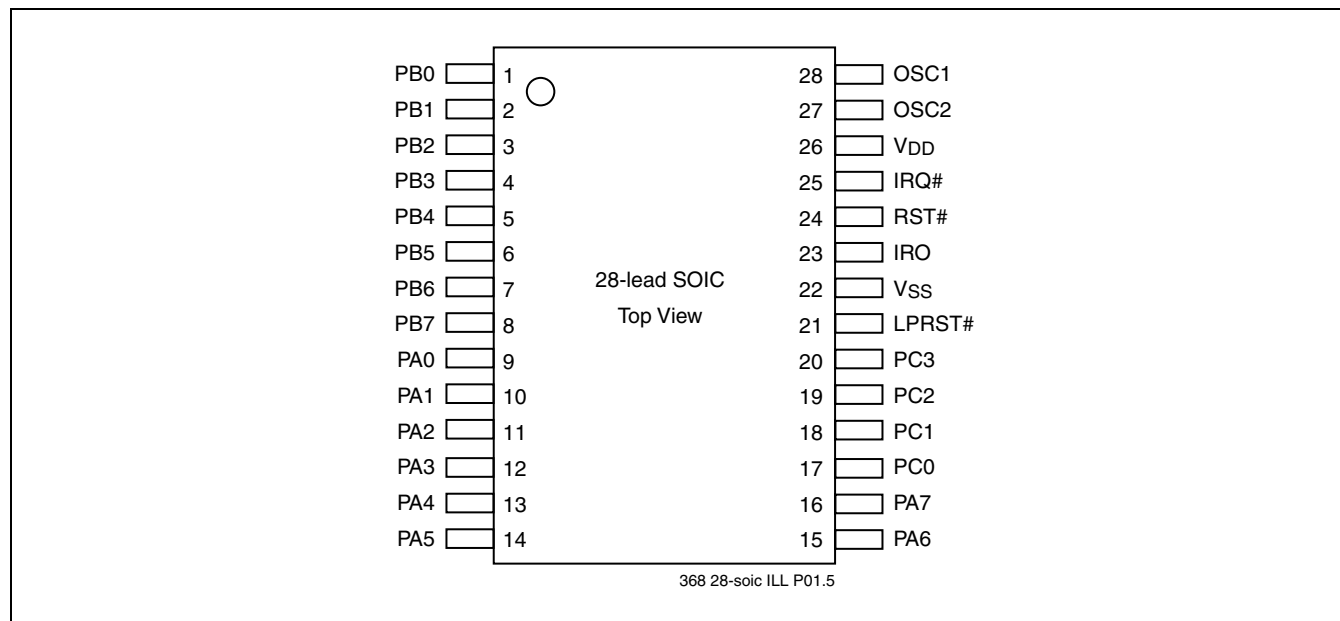 PB0 1 28 OSC1
PB1 2 27 OSC2
PB2 3 26 VDD
PB3 4 25 IRQ#
PB4 5 24 RST#
PB5 6 23 IRO
28-lead SOIC
PB6 7 22 VSS
Top View
PB7 8 21 LPRST#
PA0 9 20 PC3
PA1 10 19 PC2
PA2 11 18 PC1
PA3 12 17 PC0
PA4 13 16 PA7
PA5 14 15 PA6
368 28-soic ILL P01.5